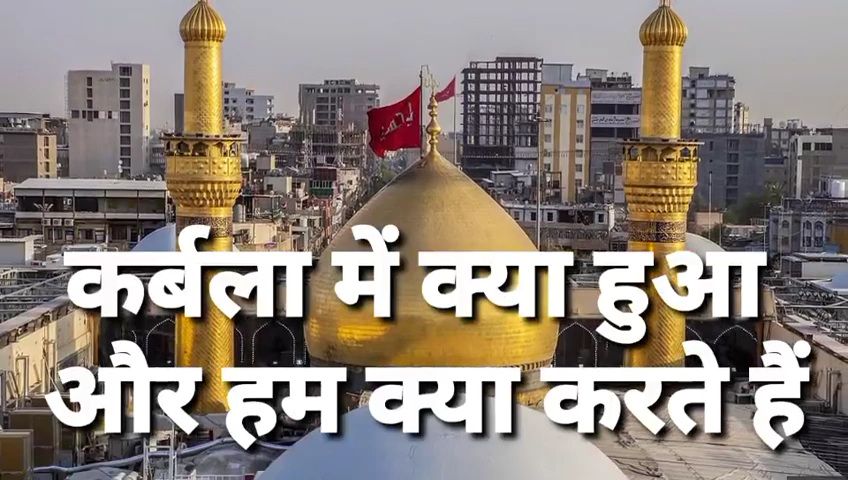 कर्बला में क्या हुआ
और हम क्या करते हैं